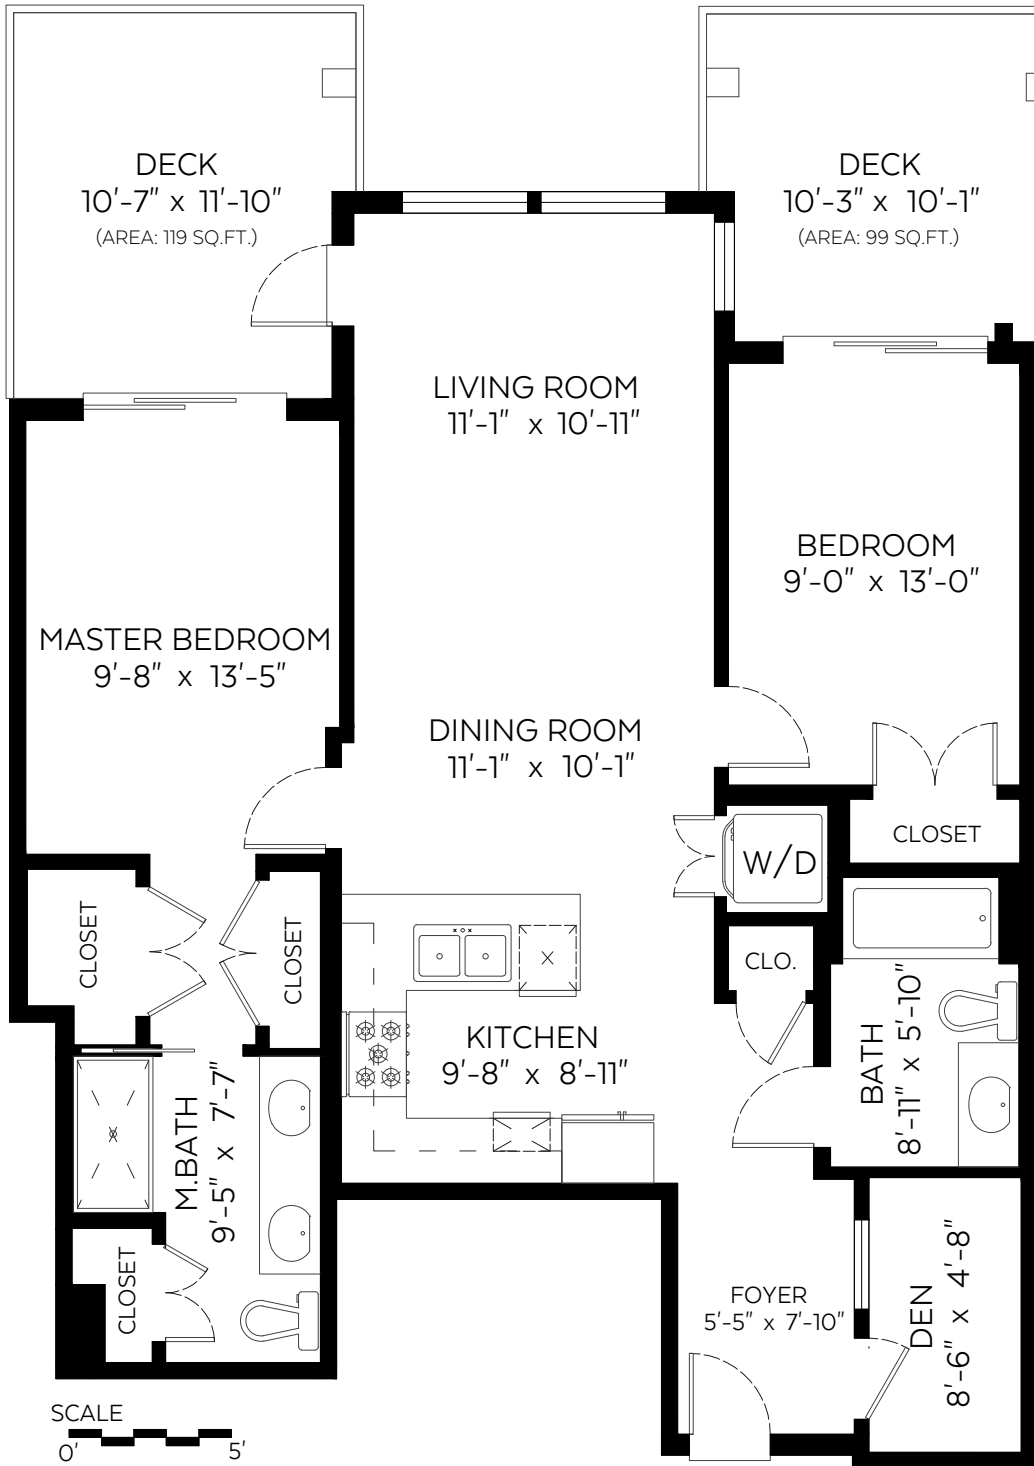 DECK
10'-7" x 11'-10"
(AREA: 119 SQ.FT.)
DECK
10'-3" x 10'-1"
(AREA: 99 SQ.FT.)
LIVING ROOM
11'-1" x 10'-11"
BEDROOM
9'-0" x 13'-0"
MASTER BEDROOM
9'-8" x 13'-5"
DINING ROOM
11'-1" x 10'-1"
CLOSET
W/D
CLOSET
CLOSET
CLO.
KITCHEN
9'-8" x 8'-11"
BATH
8'-11" x 5'-10"
M.BATH
9'-5" x 7'-7"
CLOSET
FOYER
5'-5" x 7'-10"
DEN
8'-6" x 4'-8"
SCALE
0' 5'